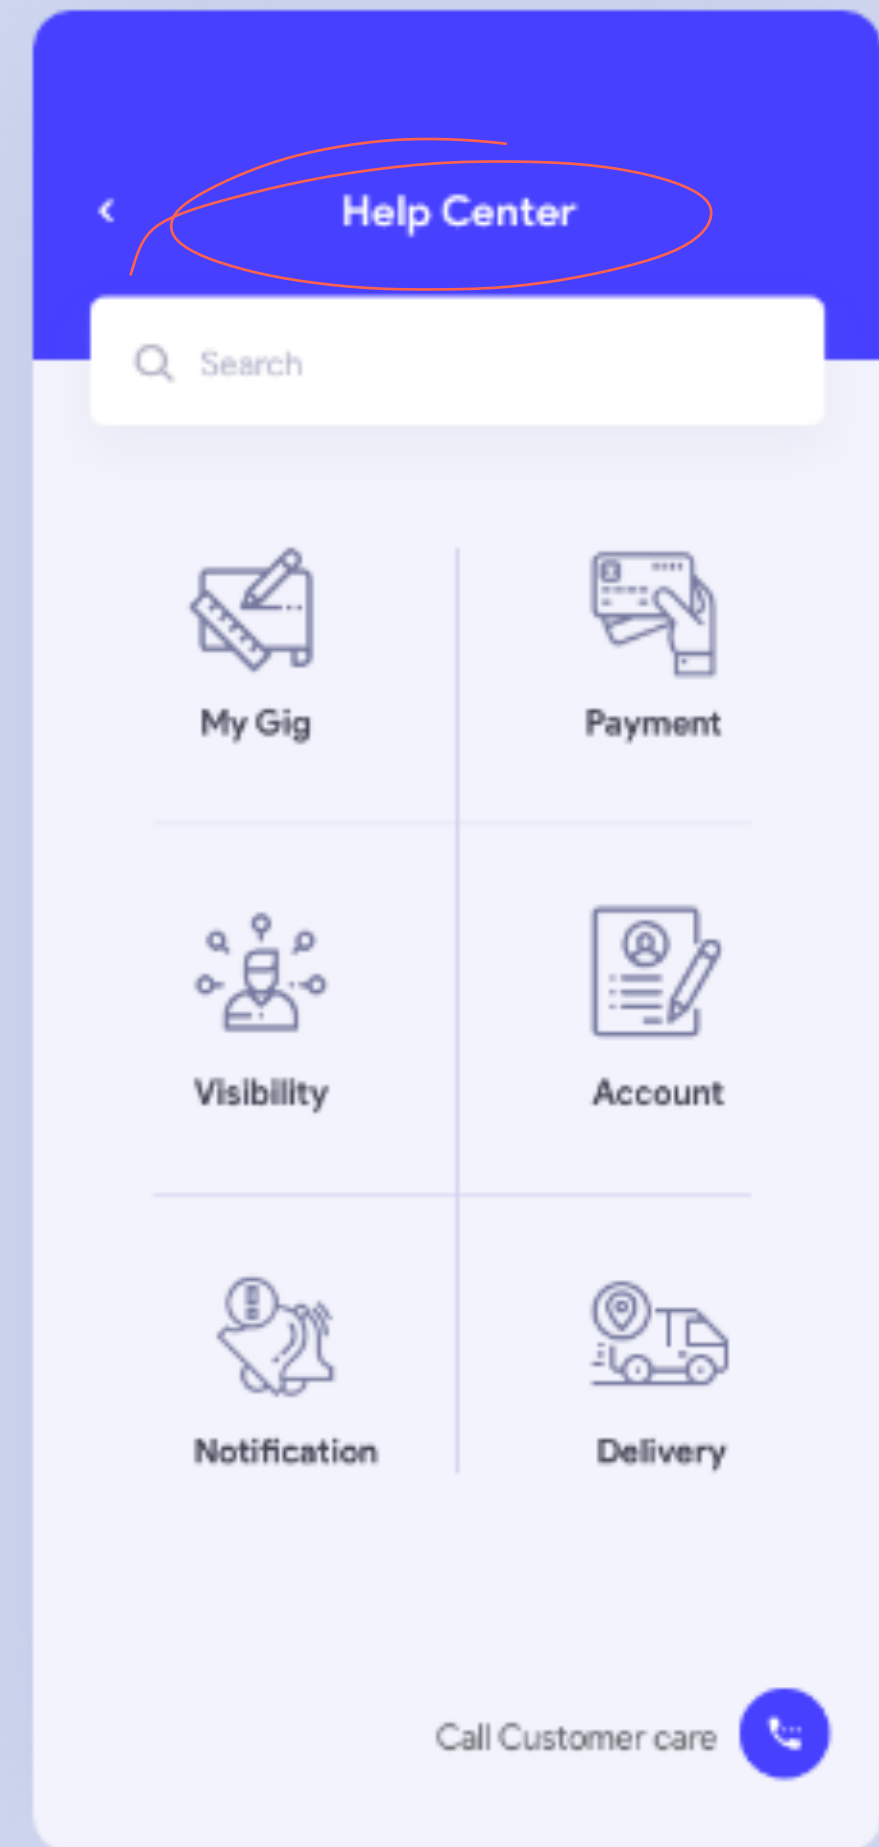 Help Center
Search
My Gig
Payment
Visibility
Account
Notification
Delivery
Call Customer care